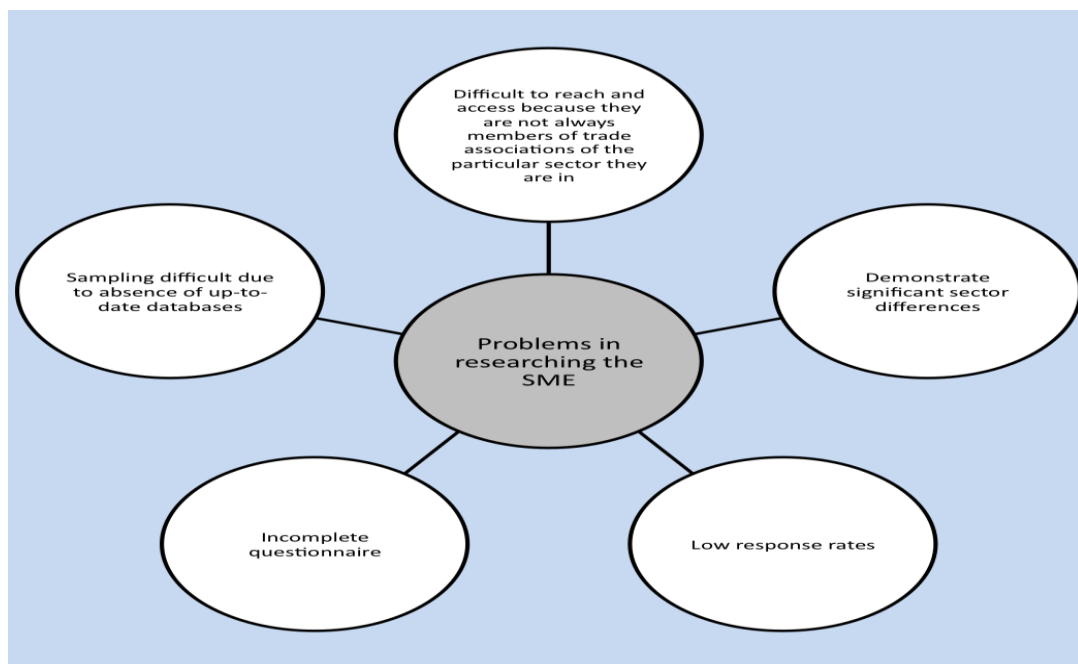 Difficult to reach and
access because they
are not always
members of trade
associations of the
particular sector they
are in
Sampling difficult due
to absence of up-to-
date databases
Demonstrate
significant sector
differences
Problems in
researching the
SME
Incomplete
questionnaire
Low response rates